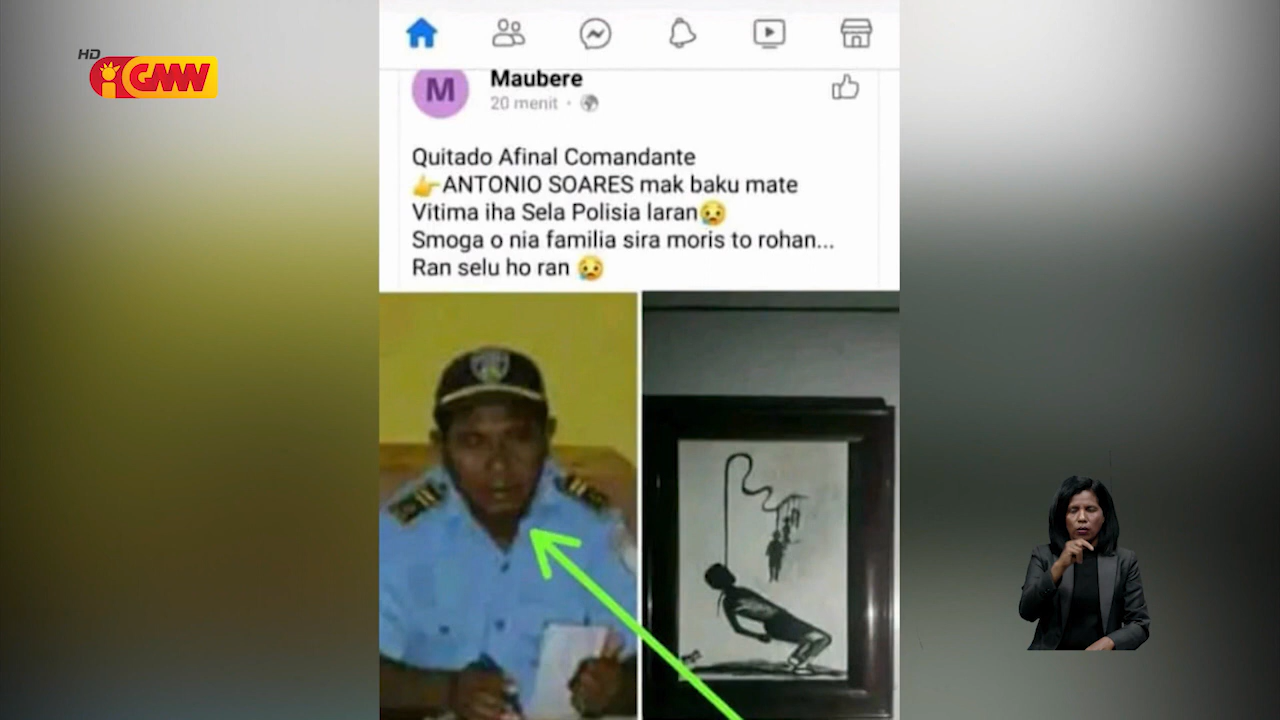 HD
GMW
M
Maubere
20 menit ·
Quitado Afinal Comandante
👉ANTONIO SOARES mak baku mate
Vitima iha Sela Polisia laran😥
Smoga o nia familia sira moris to rohan...
Ran selu ho ran 😥